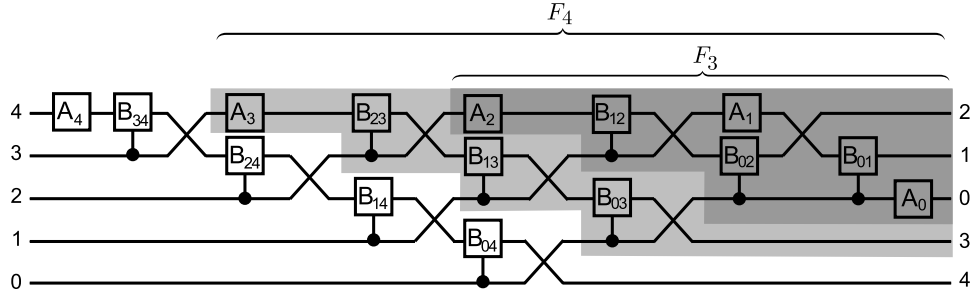 F₄
F₃
4 A₄ B₃₄ A₃ B₂₃ A₂ B₁₂ A₁ 2
3 B₂₄ B₁₃ B₀₂ B₀₁ 1
2 B₁₄ B₀₃ A₀ 0
1 B₀₄ 3
0 4